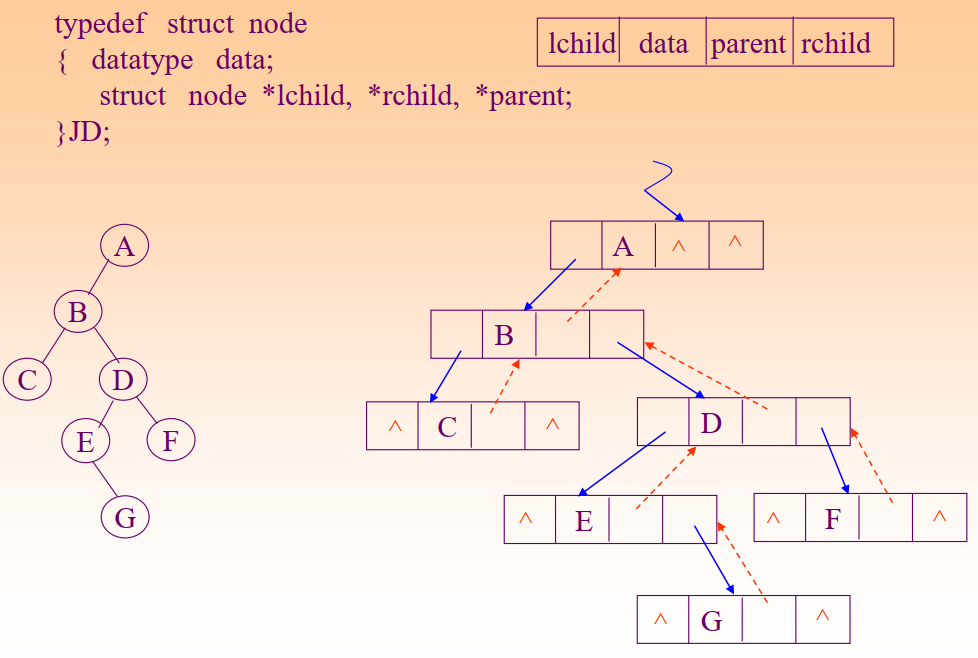 typedef struct node
{ datatype data;
struct node *lchild, *rchild, *parent;
}JD;
lchild data parent rchild
A
B
C D
E F
G
A ^ ^
B
^ C ^
D
^ E
^ F ^
^ G ^